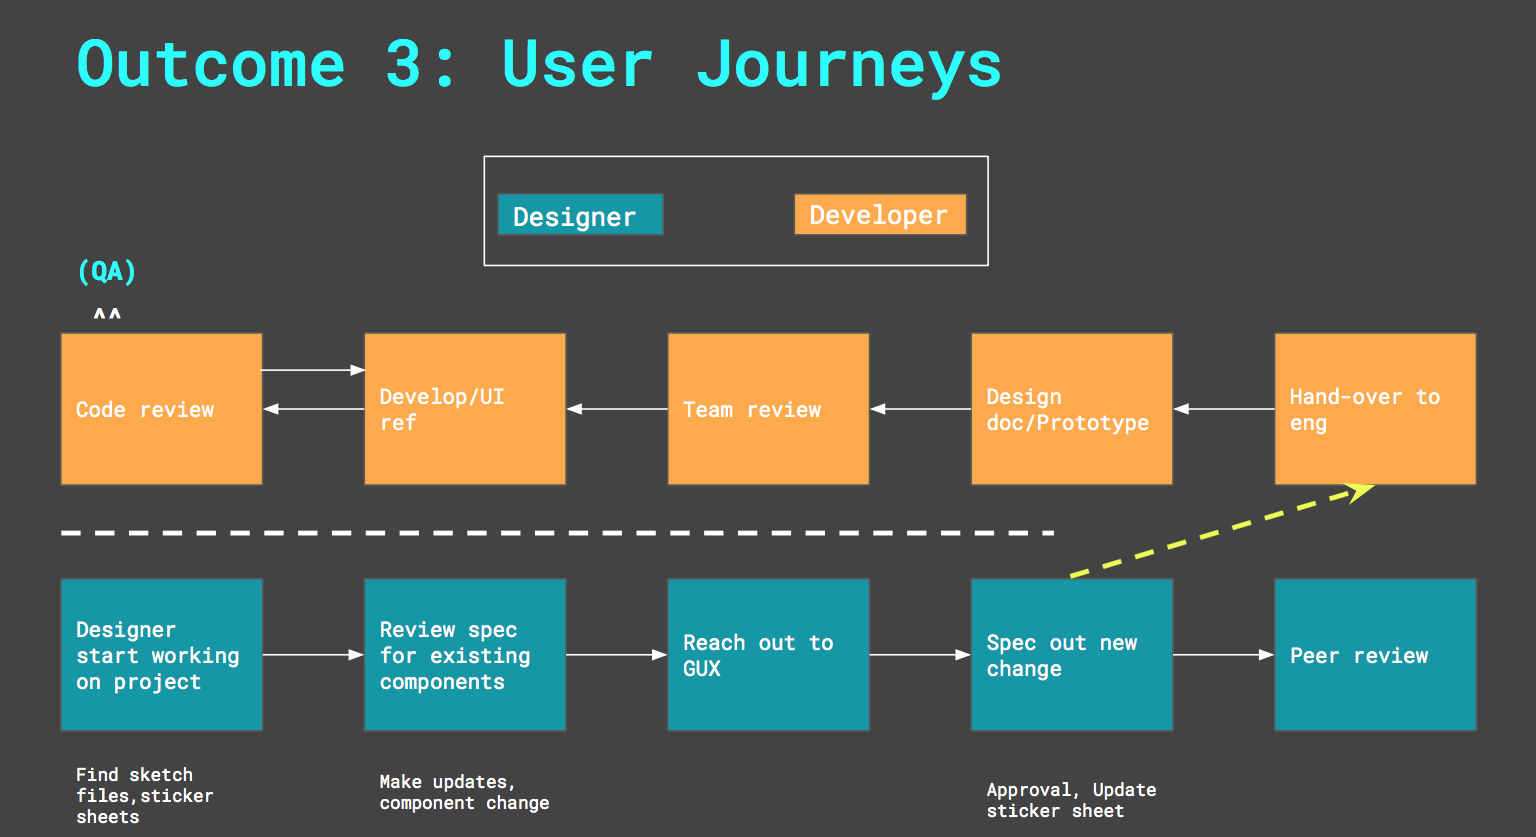 Outcome 3: User Journeys
Designer
Developer
(QA)
^^
Code review
Develop/UI
ref
Team review
Design
doc/Prototype
Hand-over to
eng
Designer
start working
on project
Review spec
for existing
components
Reach out to
GUX
Spec out new
change
Peer review
Find sketch
files,sticker
sheets
Make updates,
component change
Approval, Update
sticker sheet